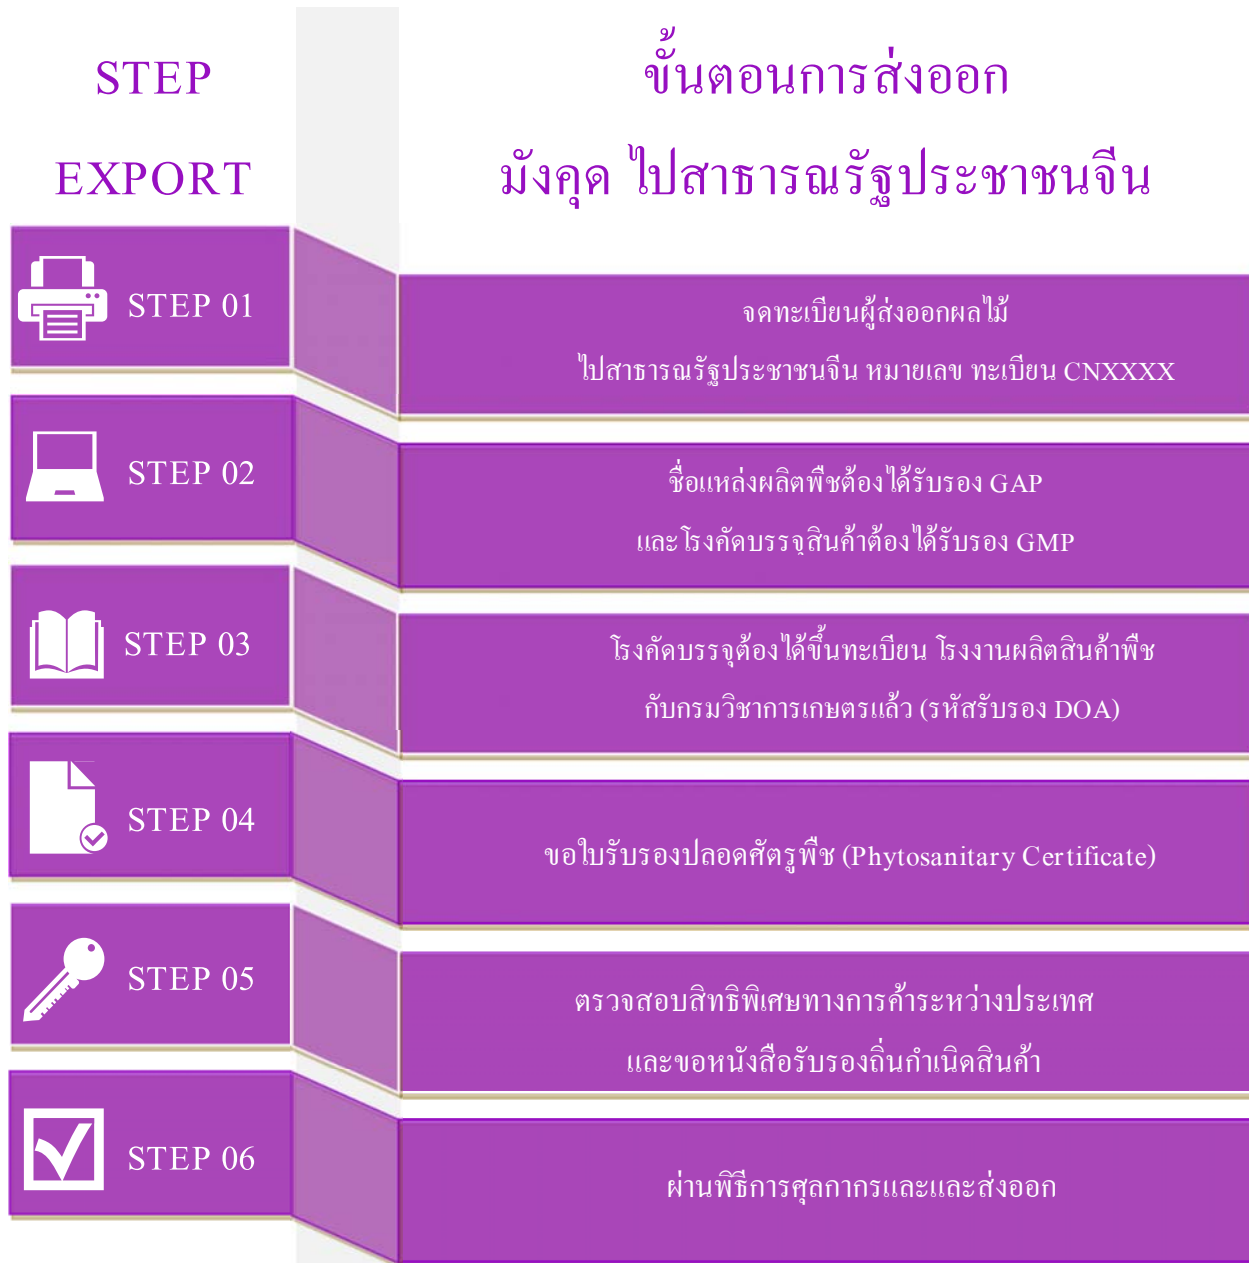 STEP
EXPORT
ขั้นตอนการส่งออก
มังคุด ไปสาธารณรัฐประชาชนจีน
STEP 01
จดทะเบียนผู้ส่งออกผลไม้
ไปสาธารณรัฐประชาชนจีน หมายเลข ทะเบียน CNXXXX
STEP 02
ชื่อแหล่งผลิตพืชต้องได้รับรอง GAP
และโรงคัดบรรจุสินค้าต้องได้รับรอง GMP
STEP 03
โรงคัดบรรจุต้องได้ขึ้นทะเบียน โรงงานผลิตสินค้าพืช
กับกรมวิชาการเกษตรแล้ว (รหัสรับรอง DOA)
STEP 04
ขอใบรับรองปลอดศัตรูพืช (Phytosanitary Certificate)
STEP 05
ตรวจสอบสิทธิพิเศษทางการค้าระหว่างประเทศ
และขอหนังสือรับรองถิ่นกำเนิดสินค้า
STEP 06
ผ่านพิธีการศุลกากรและและส่งออก